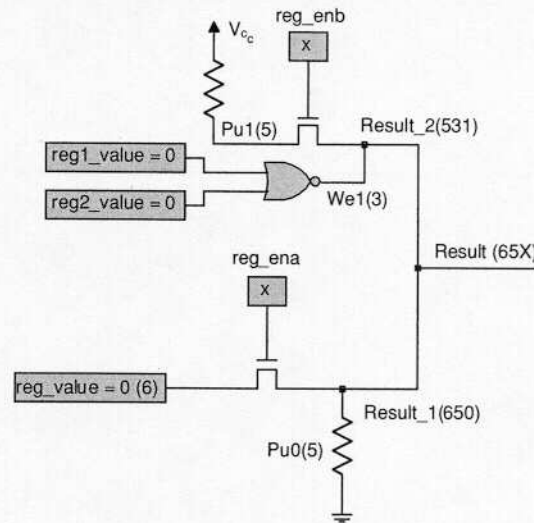 reg_enb
Vcc
x
Pu1(5)
Result_2(531)
reg1_value = 0
We1(3)
reg2_value = 0
Result (65X)
reg_ena
x
reg_value = 0 (6)
Result_1(650)
Pu0(5)